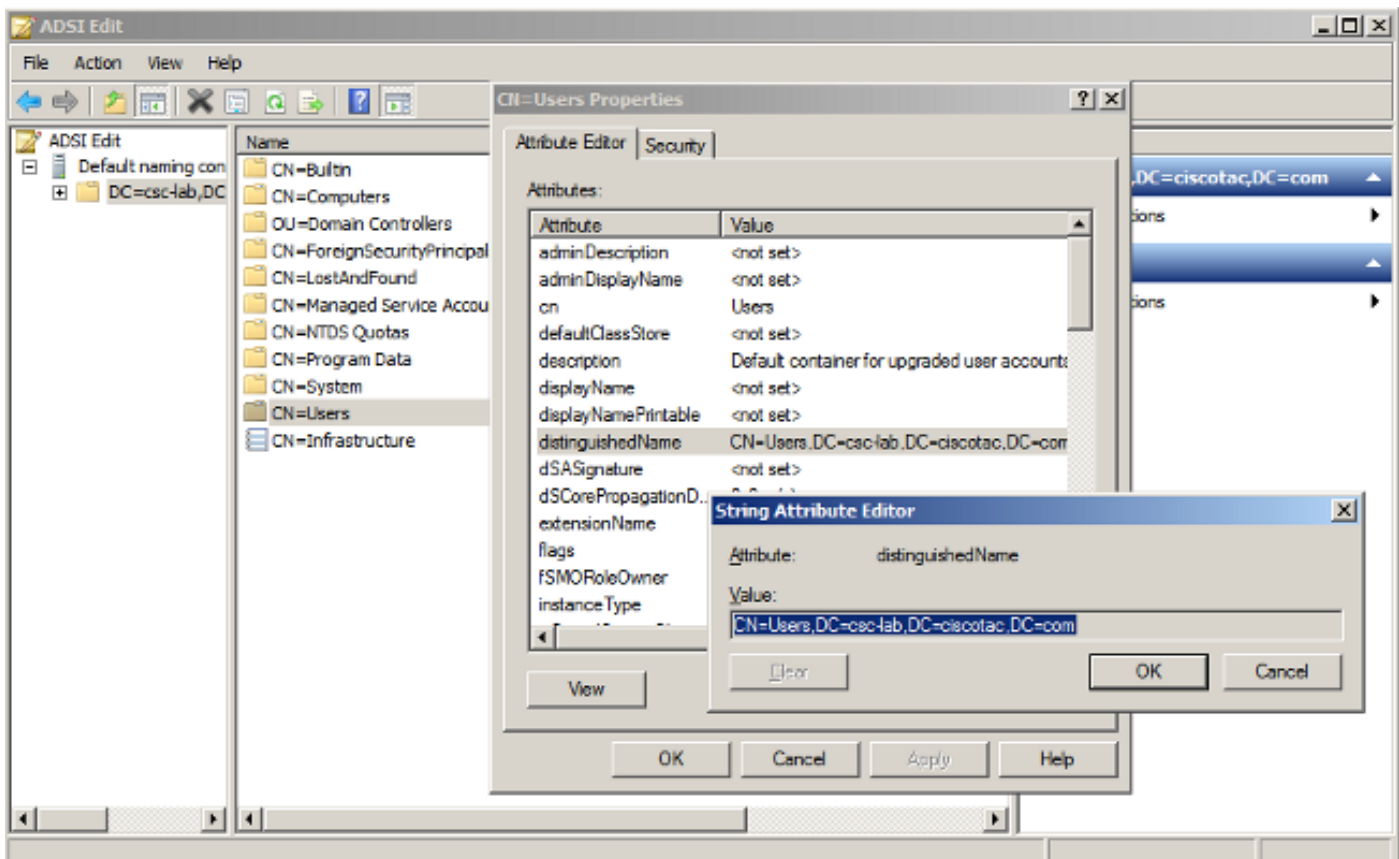 ADSI Edit
File Action View Help
ADSI Edit
Default naming con
DC=csc-lab,DC
Name
CN=Builtin
CN=Computers
OU=Domain Controllers
CN=ForeignSecurityPrincipal
CN=LostAndFound
CN=Managed Service Accou
CN=NTDS Quotas
CN=Program Data
CN=System
CN=Users
CN=Infrastructure
CN=Users Properties
Attribute Editor Security
Attributes:
Attribute Value
adminDescription <not set>
adminDisplayName <not set>
cn Users
defaultClassStore <not set>
description Default container for upgraded user accounts
displayName <not set>
displayNamePrintable <not set>
distinguishedName CN=Users,DC=csc-lab,DC=ciscotac,DC=com
dSASignature <not set>
dSCorePropagationD...
extensionName
flags
fSMORoleOwner
instanceType
View
OK Cancel Apply Help
String Attribute Editor
Attribute: distinguishedName
Value:
CN=Users,DC=csc-lab,DC=ciscotac,DC=com
Clear OK Cancel
,DC=ciscotac,DC=com
tions
tions